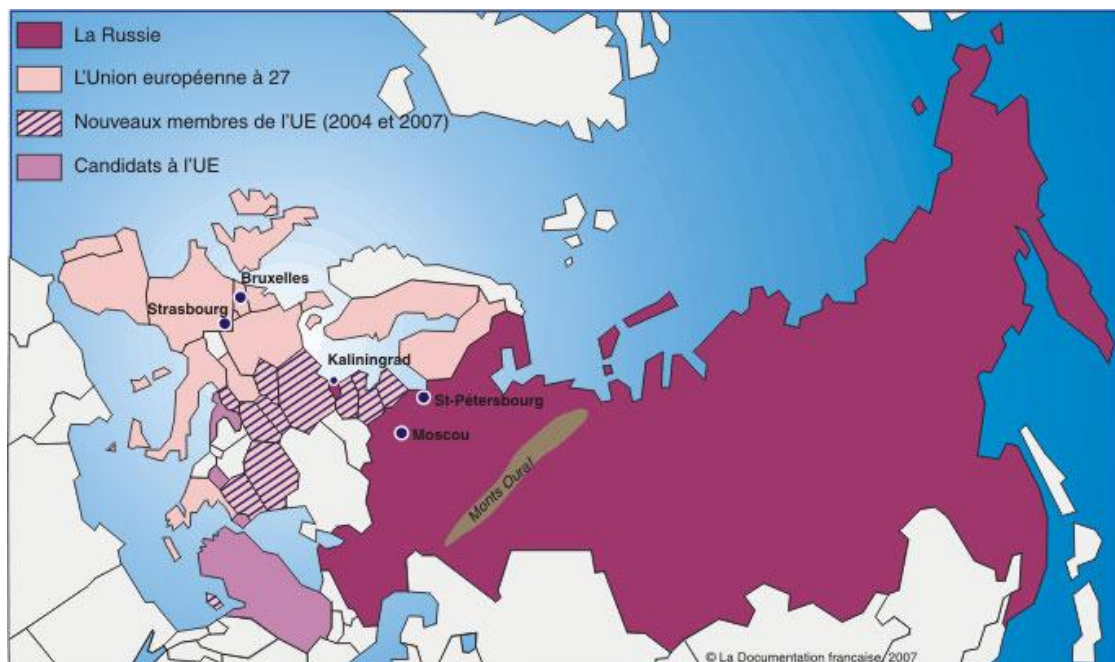 La Russie
L'Union européenne à 27
Nouveaux membres de l'UE (2004 et 2007)
Candidats à l'UE
Bruxelles
Strasbourg
Kaliningrad
St-Pétersbourg
Moscou
Monts Oural
© La Documentation française, 2007